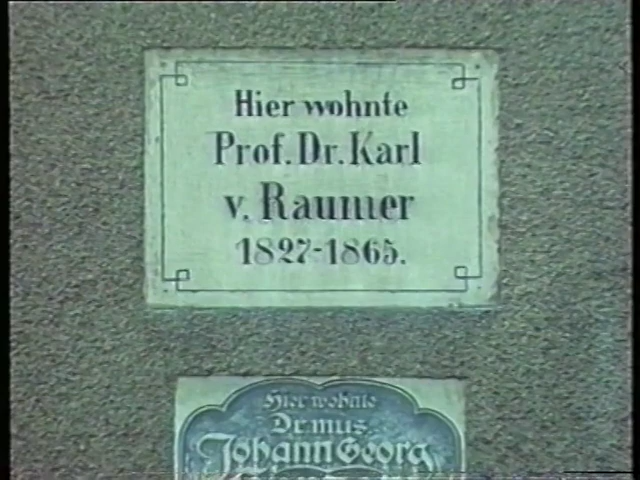 Hier wohnte
Prof. Dr. Karl
v. Raumer
1827-1865.
Hier wohnte
Dr. mus.
Johann Georg